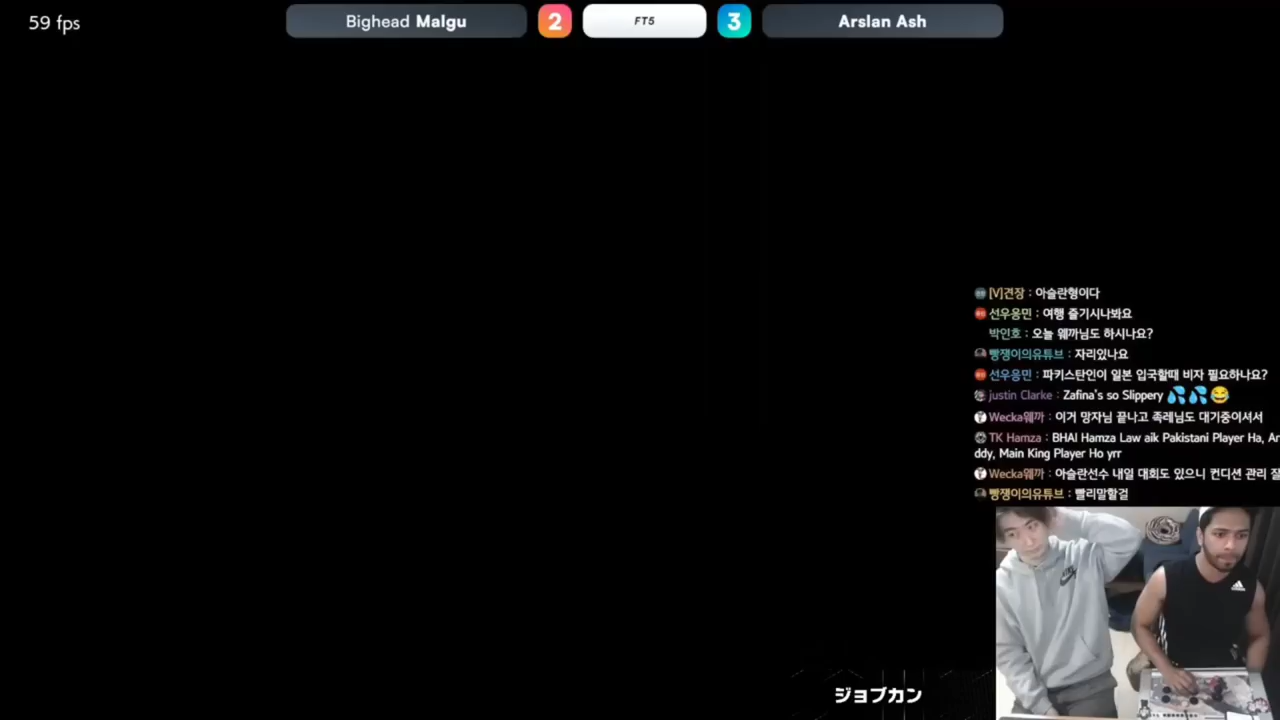 59 fps
Bighead Malgu 2 FT5 3 Arslan Ash
[V]견장 : 아슬란형이다
선우웅민 : 여행 즐기시나봐요
박인호 : 오늘 웨까님도 하시나요?
빵쟁이의유튜브 : 자리있나요
선우웅민 : 파키스탄인이 일본 입국할때 비자 필요하나요?
justin Clarke : Zafina's so Slippery 💦💦😂
Wecka웨까 : 이거 망자님 끝나고 족레님도 대기중이셔서
TK Hamza : BHAI Hamza Law aik Pakistani Player Ha, Ar
ddy, Main King Player Ho yrr
Wecka웨까 : 아슬란선수 내일 대회도 있으니 컨디션 관리 잘
빵쟁이의유튜브 : 빨리말할걸
ジョブカン